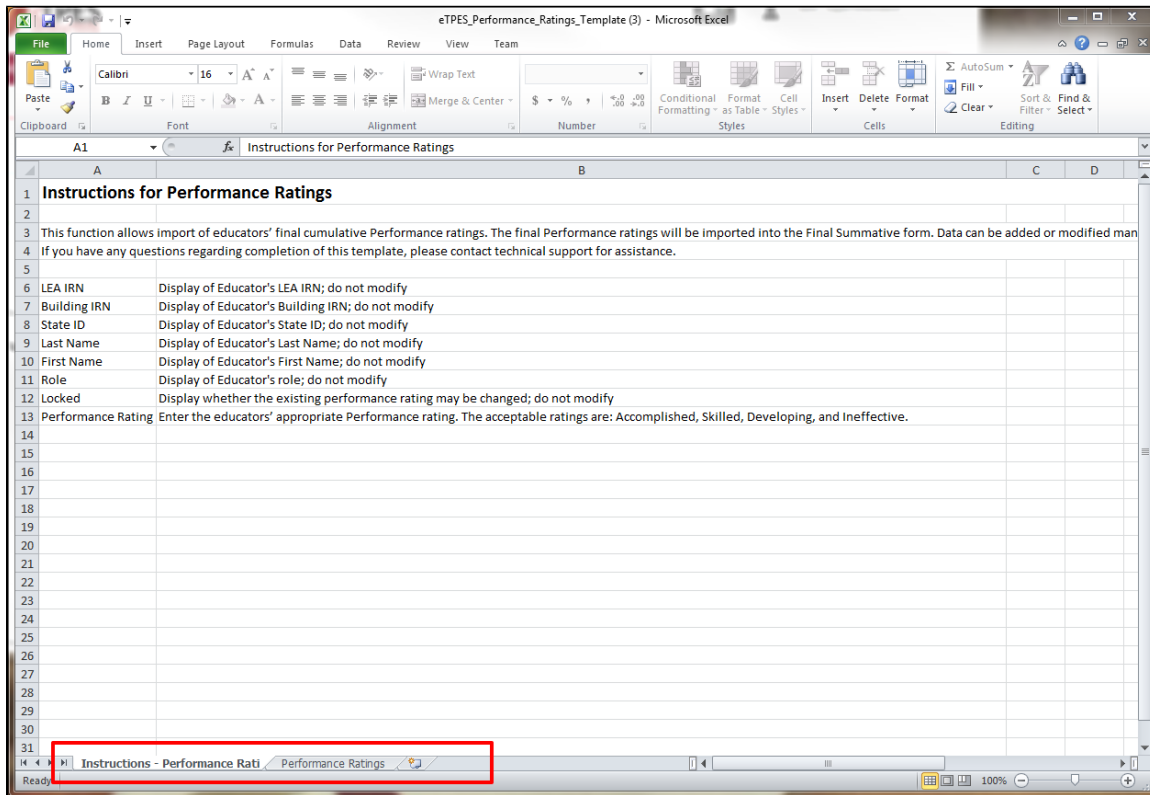 eTPES_Performance_Ratings_Template (3) - Microsoft Excel
File Home Insert Page Layout Formulas Data Review View Team
Calibri 16 A A Wrap Text Σ AutoSum
Fill
Paste B I U A Merge & Center $ % , .0 .00 .00 .0 Conditional Formatting Format as Table Cell Styles Insert Delete Format Clear Sort & Filter Find & Select
Clipboard Font Alignment Number Styles Cells Editing
A1 fx Instructions for Performance Ratings
A B C D
1 Instructions for Performance Ratings
2
3 This function allows import of educators' final cumulative Performance ratings. The final Performance ratings will be imported into the Final Summative form. Data can be added or modified man
4 If you have any questions regarding completion of this template, please contact technical support for assistance.
5
6 LEA IRN Display of Educator's LEA IRN; do not modify
7 Building IRN Display of Educator's Building IRN; do not modify
8 State ID Display of Educator's State ID; do not modify
9 Last Name Display of Educator's Last Name; do not modify
10 First Name Display of Educator's First Name; do not modify
11 Role Display of Educator's role; do not modify
12 Locked Display whether the existing performance rating may be changed; do not modify
13 Performance Rating Enter the educators' appropriate Performance rating. The acceptable ratings are: Accomplished, Skilled, Developing, and Ineffective.
14
15
16
17
18
19
20
21
22
23
24
25
26
27
28
29
30
31
Instructions - Performance Rati Performance Ratings
Ready 100%